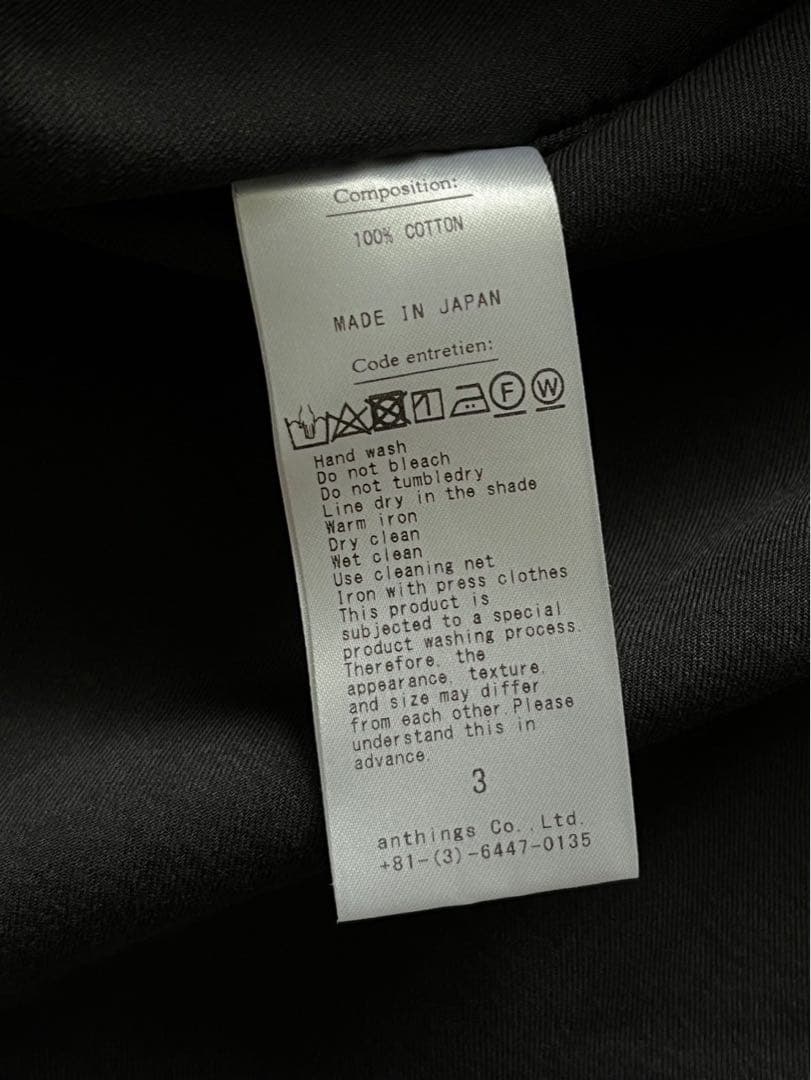 Composition:
100% COTTON
MADE IN JAPAN
Code entretien:
F W
Hand wash
Do not bleach
Do not tumbledry
Line dry in the shade
Warm iron
Dry clean
Wet clean
Use cleaning net
Iron with press clothes
This product is
subjected to a special
product washing process.
Therefore, the
appearance, texture,
and size may differ
from each other.Please
understand this in
advance.
3
anthings Co.,Ltd.
+81-(3)-6447-0135